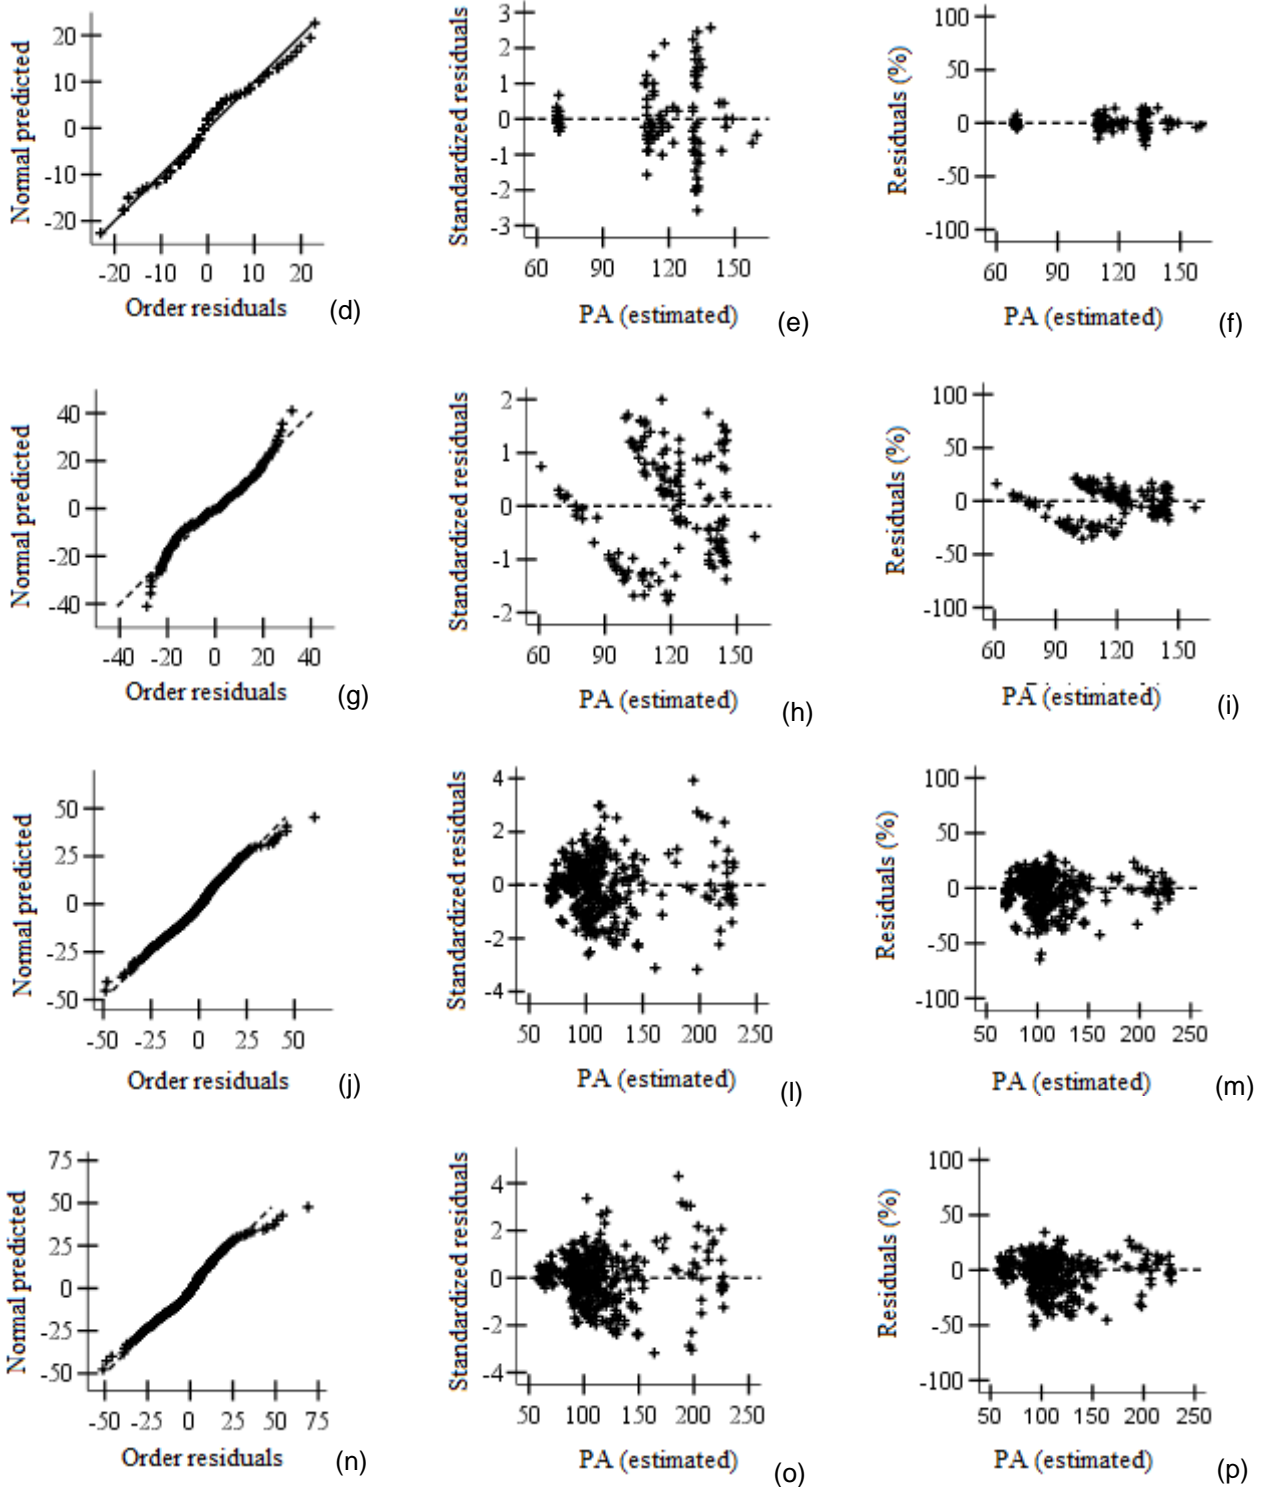 Normal predicted
20
10
0
-10
-20
-20 -10 0 10 20
Order residuals
(d)
Standardized residuals
3
2
1
0
-1
-2
-3
60 90 120 150
PA (estimated)
(e)
Residuals (%)
100
50
0
-50
-100
60 90 120 150
PA (estimated)
(f)
Normal predicted
40
20
0
-20
-40
-40 -20 0 20 40
Order residuals
(g)
Standardized residuals
2
1
0
-1
-2
60 90 120 150
PA (estimated)
(h)
Residuals (%)
100
50
0
-50
-100
60 90 120 150
PA (estimated)
(i)
Normal predicted
50
25
0
-25
-50
-50 -25 0 25 50
Order residuals
(j)
Standardized residuals
4
2
0
-2
-4
50 100 150 200 250
PA (estimated)
(l)
Residuals (%)
100
50
0
-50
-100
50 100 150 200 250
PA (estimated)
(m)
Normal predicted
75
50
25
0
-25
-50
-50 -25 0 25 50 75
Order residuals
(n)
Standardized residuals
4
2
0
-2
-4
50 100 150 200 250
PA (estimated)
(o)
Residuals (%)
100
50
0
-50
-100
50 100 150 200 250
PA (estimated)
(p)